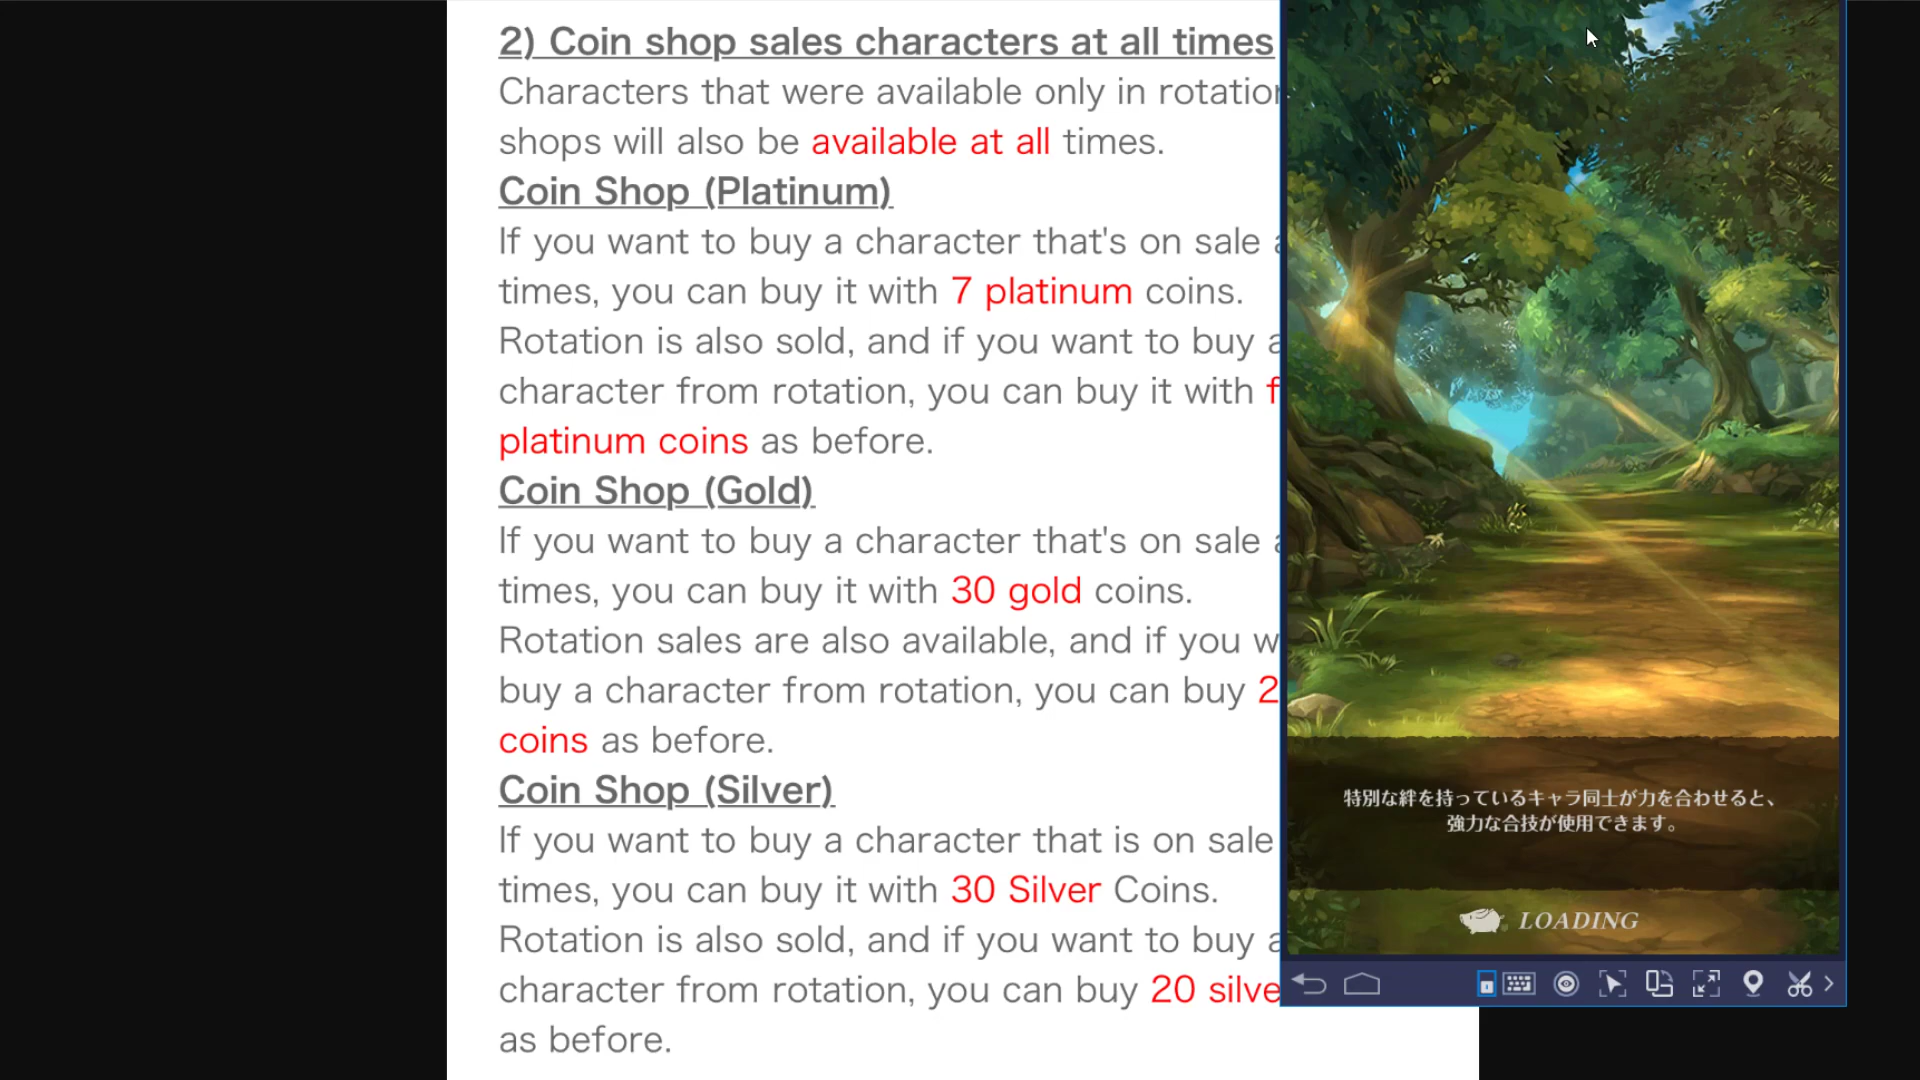 2) Coin shop sales characters at all times
Characters that were available only in
shops will also be available at all times.
Coin Shop (Platinum)
If you want to buy a character that's on sale
times, you can buy it with 7 platinum coins.
Rotation is also sold, and if you want to buy a
character from rotation, you can buy it with
platinum coins as before.
Coin Shop (Gold)
If you want to buy a character that's on sale
times, you can buy it with 30 gold coins.
Rotation sales are also available, and if you
buy a character from rotation, you can buy
coins as before.
Coin Shop (Silver)
If you want to buy a character that is on sale
times, you can buy it with 30 Silver Coins.
Rotation is also sold, and if you want to buy a
character from rotation, you can buy 20
as before.
特別な絆を持っているキャラ同士が力を合わせると、
強力な合技が使用できます。
LOADING